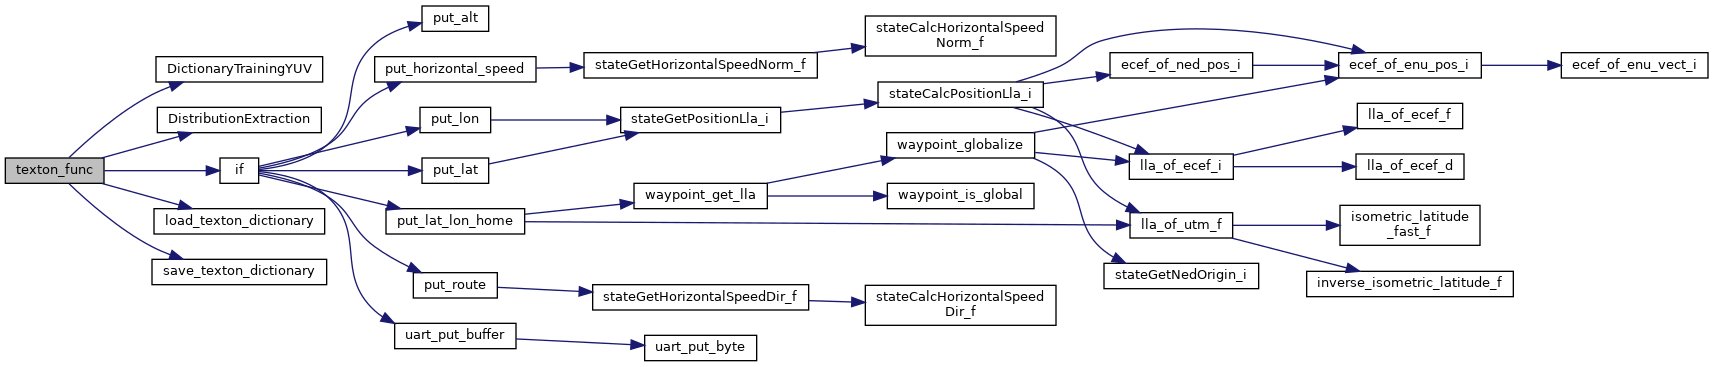 texton_func
DictionaryTrainingYUV
DistributionExtraction
if
load_texton_dictionary
save_texton_dictionary
put_alt
put_horizontal_speed
put_lon
put_lat
put_lat_lon_home
put_route
uart_put_buffer
stateGetHorizontalSpeedNorm_f
stateGetPositionLla_i
waypoint_get_lla
stateGetHorizontalSpeedDir_f
uart_put_byte
stateCalcHorizontalSpeed
Norm_f
stateCalcPositionLla_i
waypoint_globalize
waypoint_is_global
stateCalcHorizontalSpeed
Dir_f
ecef_of_ned_pos_i
lla_of_ecef_i
lla_of_utm_f
stateGetNedOrigin_i
ecef_of_enu_pos_i
lla_of_ecef_f
lla_of_ecef_d
isometric_latitude
_fast_f
inverse_isometric_latitude_f
ecef_of_enu_vect_i